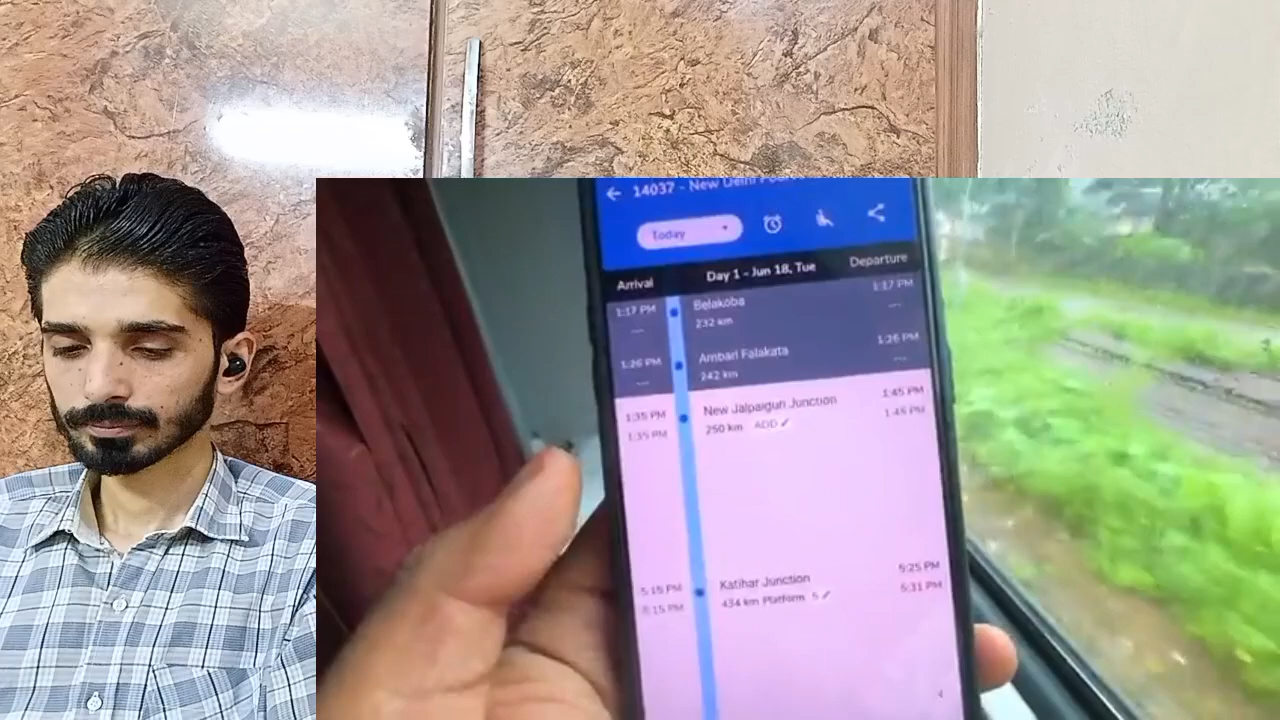 14037 - New Delhi
Today
Arrival Day 1 - Jun 18, Tue Departure
1:17 PM Belakoba 1:17 PM
--- 232 km ---
1:26 PM Ambari Falakata 1:26 PM
--- 242 km ---
1:35 PM New Jalpaiguri Junction 1:45 PM
1:35 PM 250 km ADD 1:45 PM
5:15 PM Katihar Junction 5:25 PM
5:15 PM 434 km Platform 5 5:31 PM